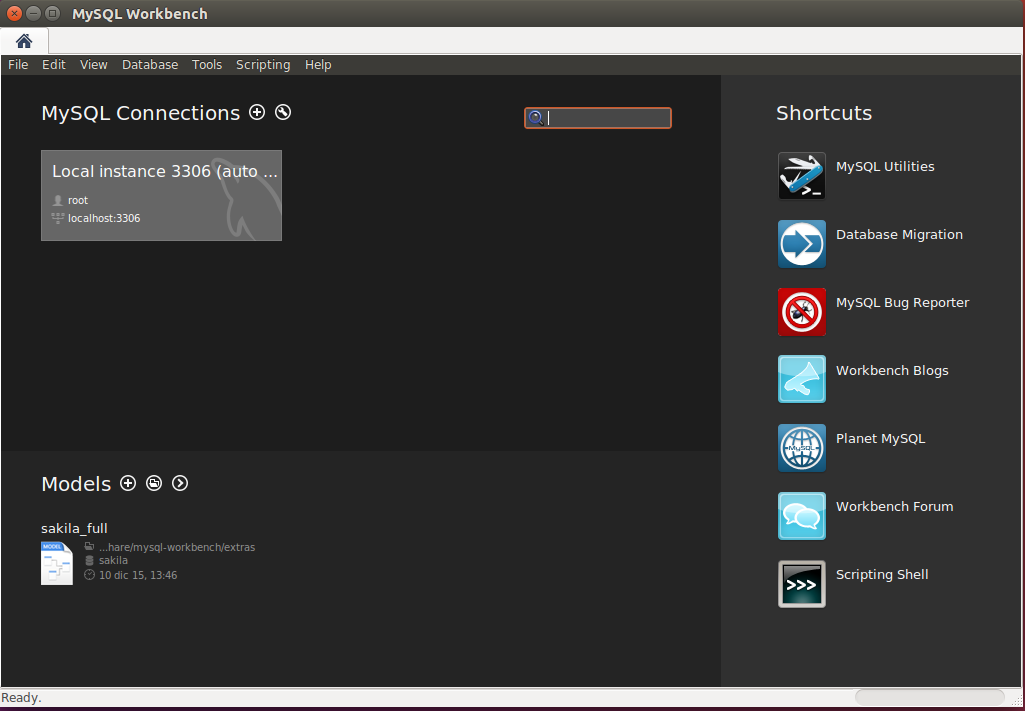 MySQL Workbench
File Edit View Database Tools Scripting Help
MySQL Connections
Local instance 3306 (auto ...
root
localhost:3306
Shortcuts
MySQL Utilities
Database Migration
MySQL Bug Reporter
Workbench Blogs
MySQL
Planet MySQL
Workbench Forum
>>>
Scripting Shell
Models
sakila_full
MODEL
...hare/mysql-workbench/extras
sakila
10 dic 15, 13:46
Ready.